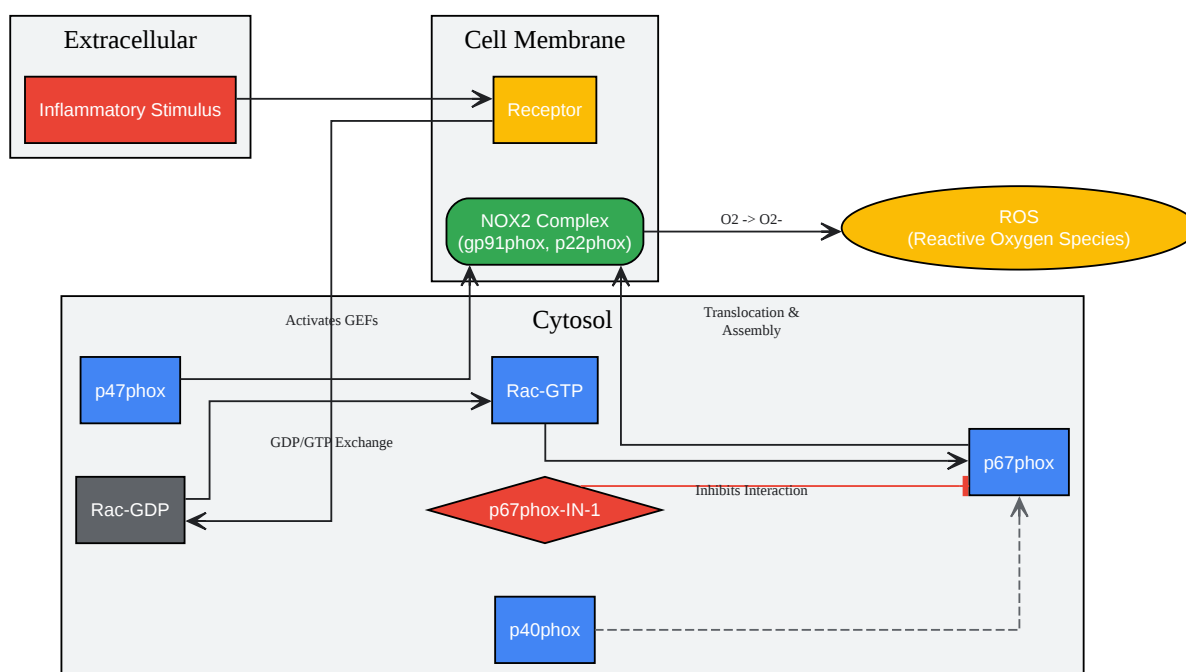 Extracellular
Cell Membrane
Inflammatory Stimulus
Receptor
NOX2 Complex
(gp91phox, p22phox)
O2 -> O2-
ROS
(Reactive Oxygen Species)
Activates GEFs
Cytosol
Translocation &
Assembly
p47phox
Rac-GTP
GDP/GTP Exchange
p67phox
Inhibits Interaction
Rac-GDP
p67phox-IN-1
p40phox